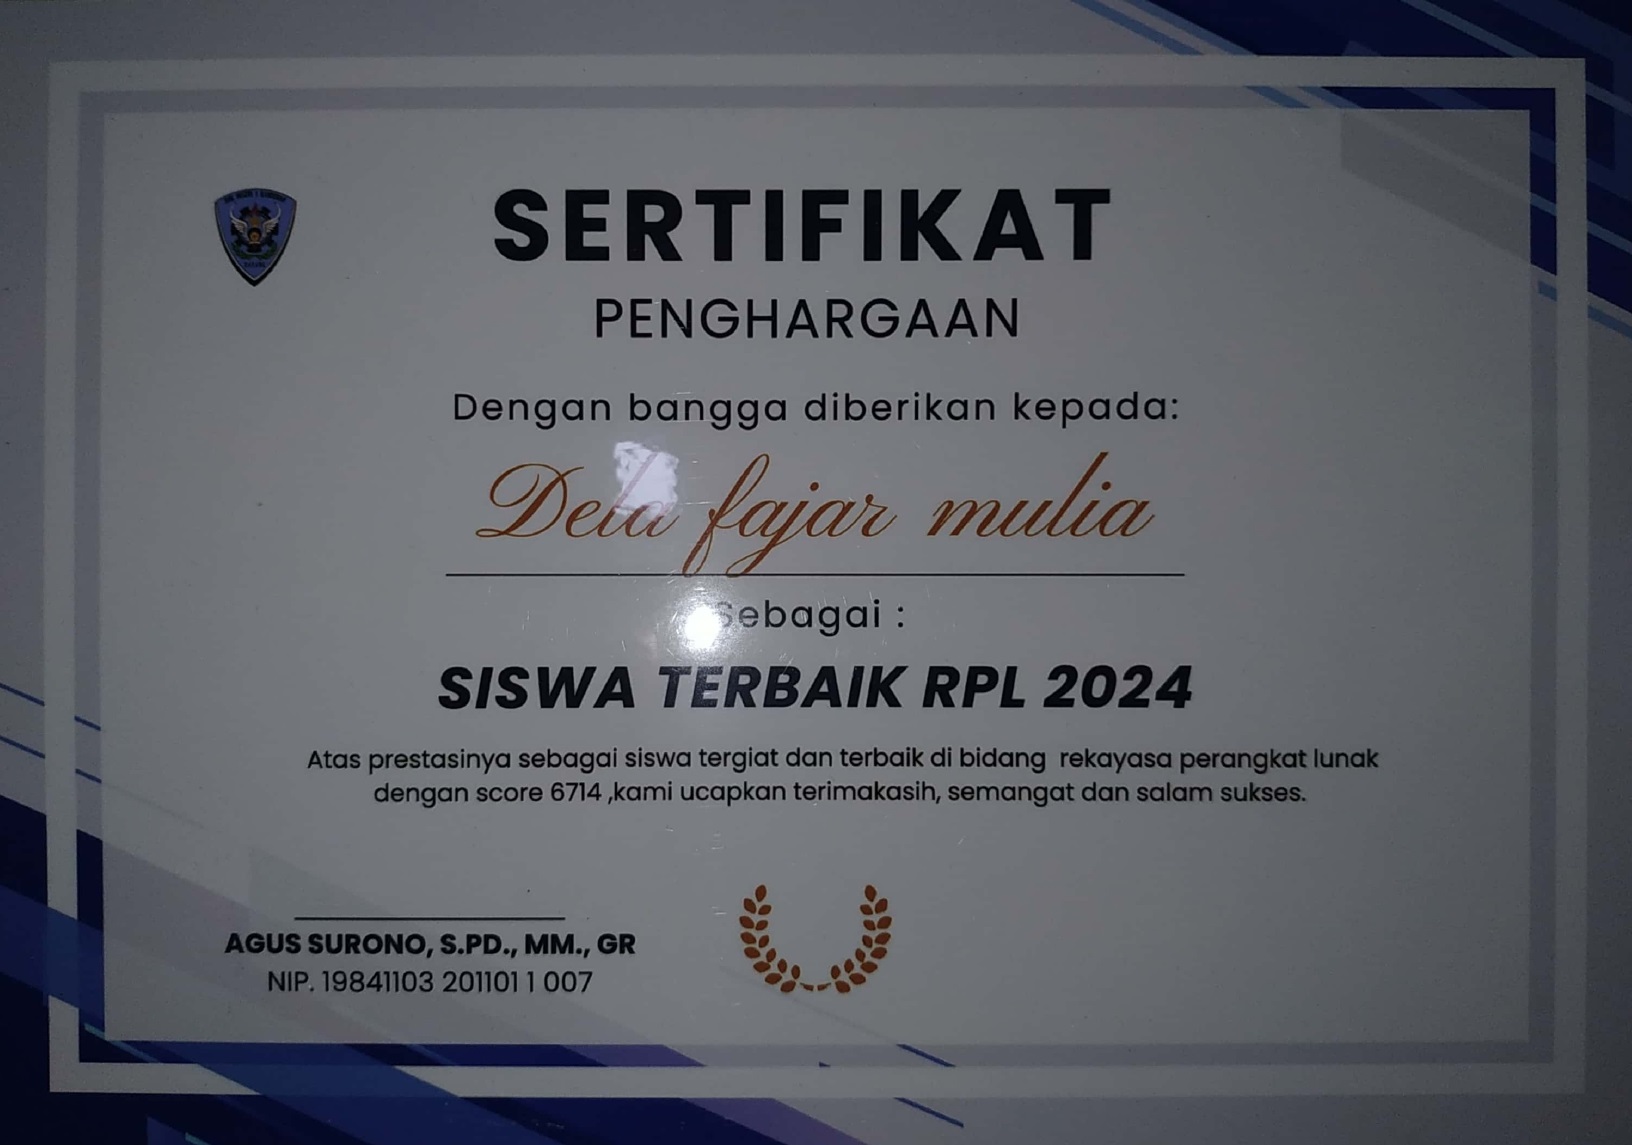 SERTIFIKAT
PENGHARGAAN
Dengan bangga diberikan kepada:
Dela fajar mulia
Sebagai :
SISWA TERBAIK RPL 2024
Atas prestasinya sebagai siswa tergiat dan terbaik di bidang rekayasa perangkat lunak
dengan score 6714 ,kami ucapkan terimakasih, semangat dan salam sukses.
AGUS SURONO, S.PD., MM., GR
NIP. 19841103 201101 1 007